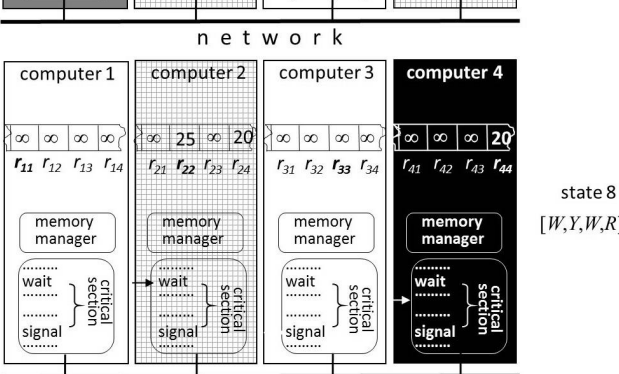 network
computer 1
computer 2
computer 3
computer 4
∞ ∞ ∞ ∞
∞ 25 ∞ 20
∞ ∞ ∞ ∞
∞ ∞ ∞ 20
r11 r12 r13 r14
r21 r22 r23 r24
r31 r32 r33 r34
r41 r42 r43 r44
state 8
[W,Y,W,R]
memory
manager
memory
manager
memory
manager
memory
manager
wait
signal
critical
section
wait
signal
critical
section
wait
signal
critical
section
wait
signal
critical
section